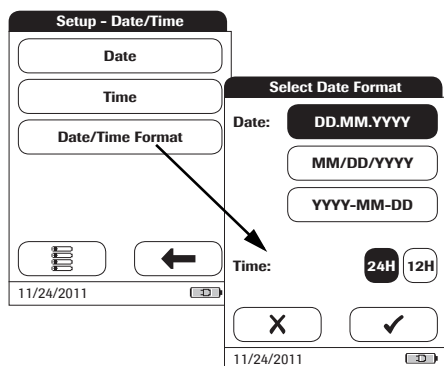 Setup - Date/Time
Date
Time
Date/Time Format
11/24/2011
Select Date Format
Date: DD.MM.YYYY
MM/DD/YYYY
YYYY-MM-DD
Time: 24H 12H
11/24/2011